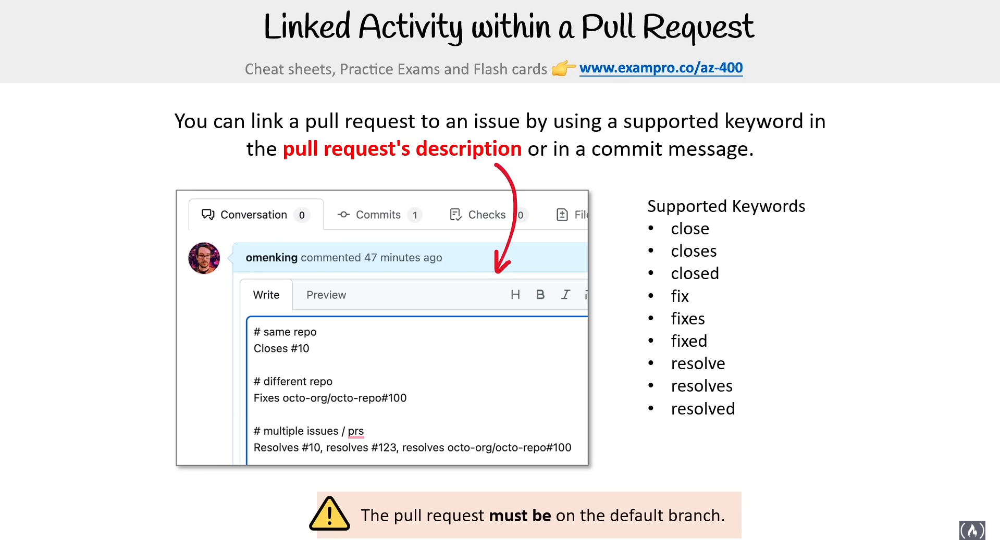 Linked Activity within a Pull Request
Cheat sheets, Practice Exams and Flash cards 👉 www.exampro.co/az-400
You can link a pull request to an issue by using a supported keyword in
the pull request's description or in a commit message.
Conversation 0 Commits 1 Checks 0 File
omenking commented 47 minutes ago
Write Preview H B I
# same repo
Closes #10
# different repo
Fixes octo-org/octo-repo#100
# multiple issues / prs
Resolves #10, resolves #123, resolves octo-org/octo-repo#100
Supported Keywords
• close
• closes
• closed
• fix
• fixes
• fixed
• resolve
• resolves
• resolved
The pull request must be on the default branch.